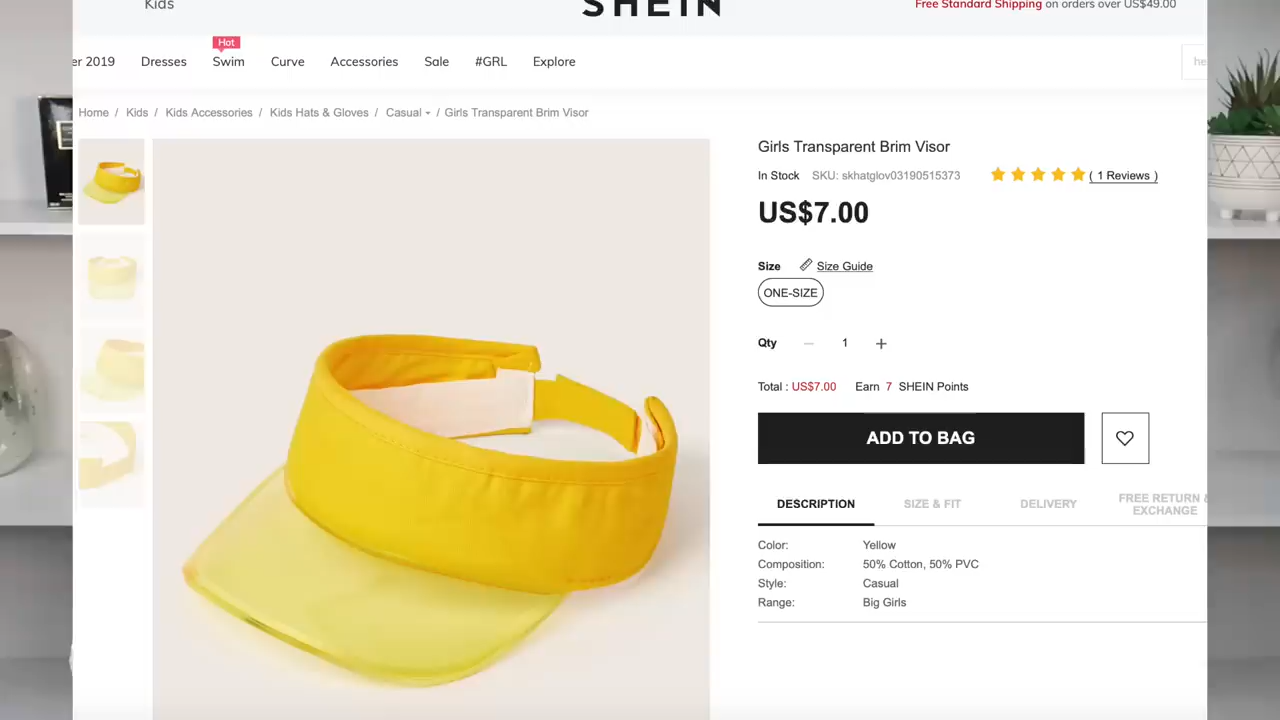 Kids
SHEIN
Free Standard Shipping on orders over US$49.00
Hot
er 2019 Dresses Swim Curve Accessories Sale #GRL Explore
Home / Kids / Kids Accessories / Kids Hats & Gloves / Casual / Girls Transparent Brim Visor
Girls Transparent Brim Visor
In Stock SKU: skhatglov03190515373 ( 1 Reviews )
US$7.00
Size Size Guide
ONE-SIZE
Qty − 1 +
Total : US$7.00 Earn 7 SHEIN Points
ADD TO BAG
DESCRIPTION SIZE & FIT DELIVERY FREE RETURN &
EXCHANGE
Color: Yellow
Composition: 50% Cotton, 50% PVC
Style: Casual
Range: Big Girls